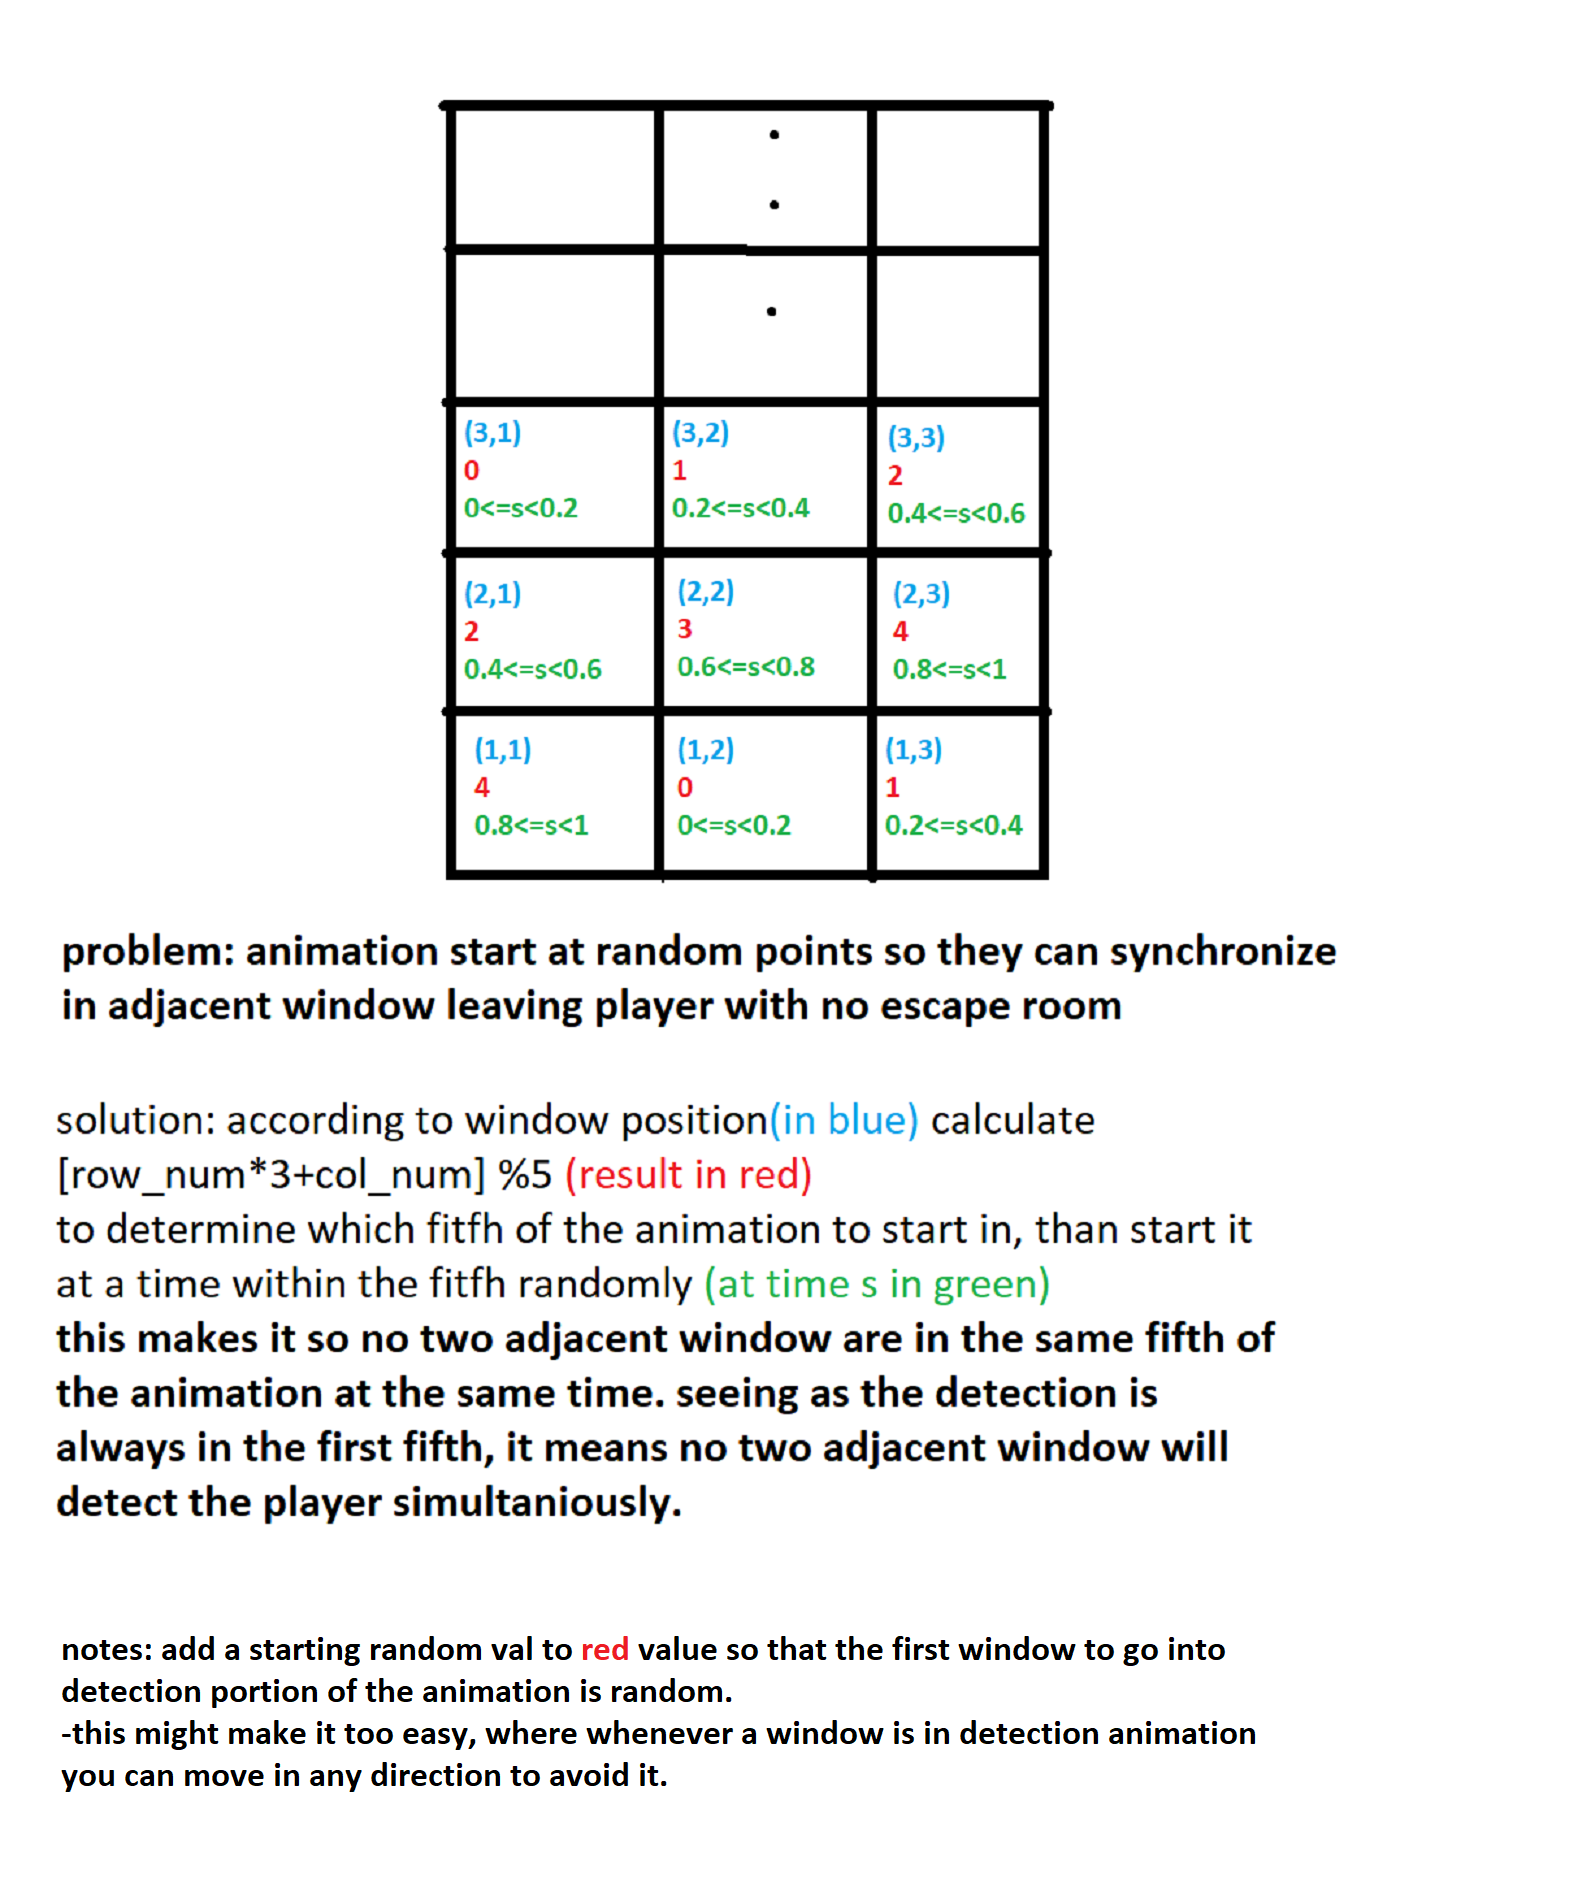 (3,1)
0
0<=s<0.2
(3,2)
1
0.2<=s<0.4
(3,3)
2
0.4<=s<0.6
(2,1)
2
0.4<=s<0.6
(2,2)
3
0.6<=s<0.8
(2,3)
4
0.8<=s<1
(1,1)
4
0.8<=s<1
(1,2)
0
0<=s<0.2
(1,3)
1
0.2<=s<0.4
problem: animation start at random points so they can synchronize
in adjacent window leaving player with no escape room
solution: according to window position(in blue) calculate
[row_num*3+col_num] %5 (result in red)
to determine which fitfh of the animation to start in, than start it
at a time within the fitfh randomly (at time s in green)
this makes it so no two adjacent window are in the same fifth of
the animation at the same time. seeing as the detection is
always in the first fifth, it means no two adjacent window will
detect the player simultaniously.
notes: add a starting random val to red value so that the first window to go into
detection portion of the animation is random.
-this might make it too easy, where whenever a window is in detection animation
you can move in any direction to avoid it.